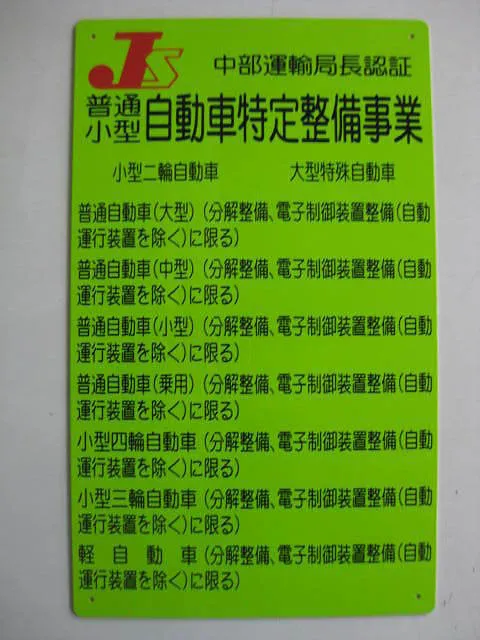 JS
中部運輸局長認証
普通
小型
自動車特定整備事業
小型二輪自動車 大型特殊自動車
普通自動車(大型) (分解整備、電子制御装置整備(自動
運行装置を除く)に限る)
普通自動車(中型) (分解整備、電子制御装置整備(自動
運行装置を除く)に限る)
普通自動車(小型) (分解整備、電子制御装置整備(自動
運行装置を除く)に限る)
普通自動車(乗用) (分解整備、電子制御装置整備(自動
運行装置を除く)に限る)
小型四輪自動車 (分解整備、電子制御装置整備(自動
運行装置を除く)に限る)
小型三輪自動車 (分解整備、電子制御装置整備(自動
運行装置を除く)に限る)
軽自動車 (分解整備、電子制御装置整備(自動
運行装置を除く)に限る)